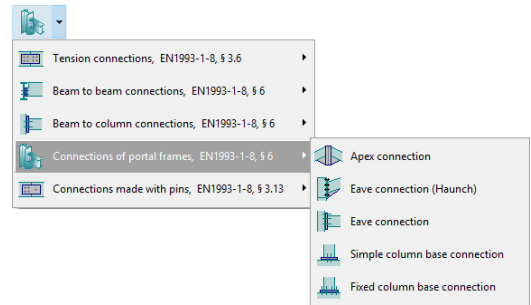 Tension connections, EN1993-1-8, § 3.6
Beam to beam connections, EN1993-1-8, § 6
Beam to column connections, EN1993-1-8, § 6
Connections of portal frames, EN1993-1-8, § 6
Connections made with pins, EN1993-1-8, § 3.13
Apex connection
Eave connection (Haunch)
Eave connection
Simple column base connection
Fixed column base connection